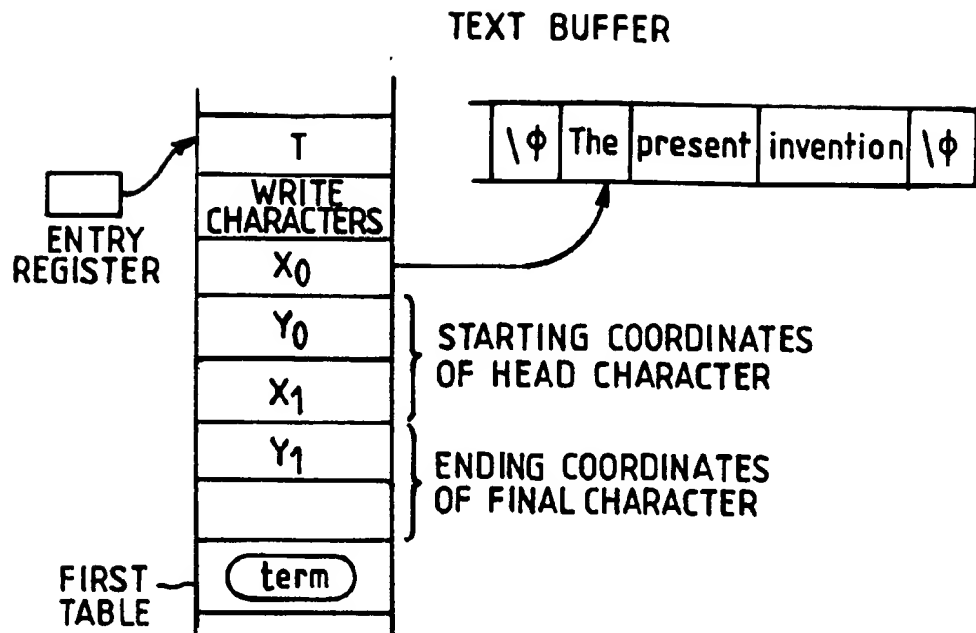 TEXT BUFFER
T
\φ The present invention \φ
WRITE
CHARACTERS
ENTRY
REGISTER
X0
Y0
STARTING COORDINATES
OF HEAD CHARACTER
X1
Y1
ENDING COORDINATES
OF FINAL CHARACTER
FIRST
TABLE
term